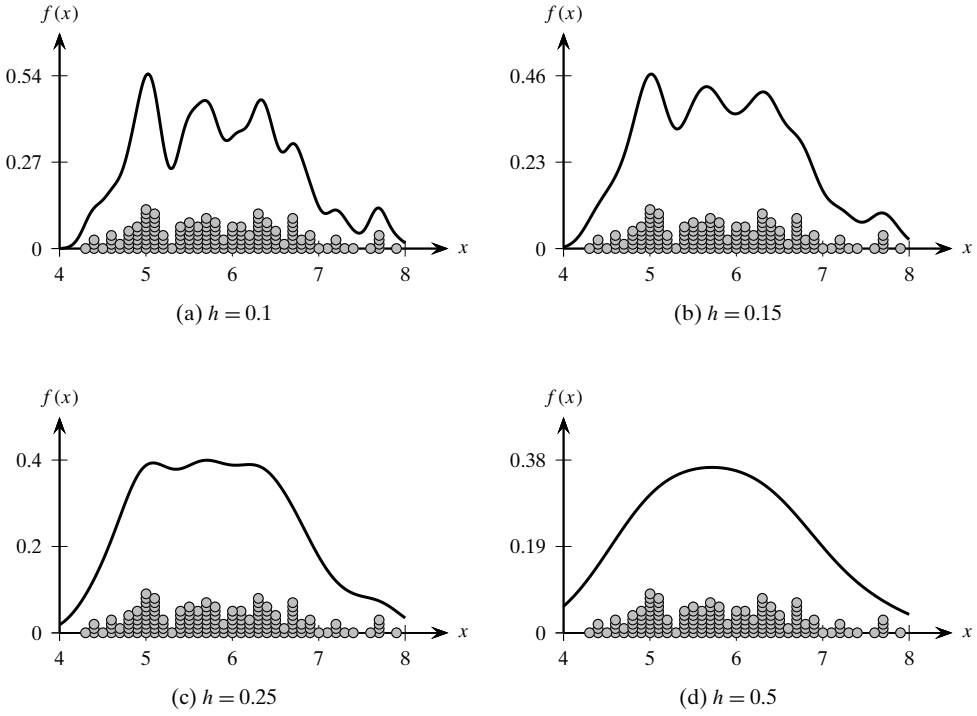 f(x)
0.54
0.27
0
4 5 6 7 8
x
(a) h = 0.1
f(x)
0.46
0.23
0
4 5 6 7 8
x
(b) h = 0.15
f(x)
0.4
0.2
0
4 5 6 7 8
x
(c) h = 0.25
f(x)
0.38
0.19
0
4 5 6 7 8
x
(d) h = 0.5